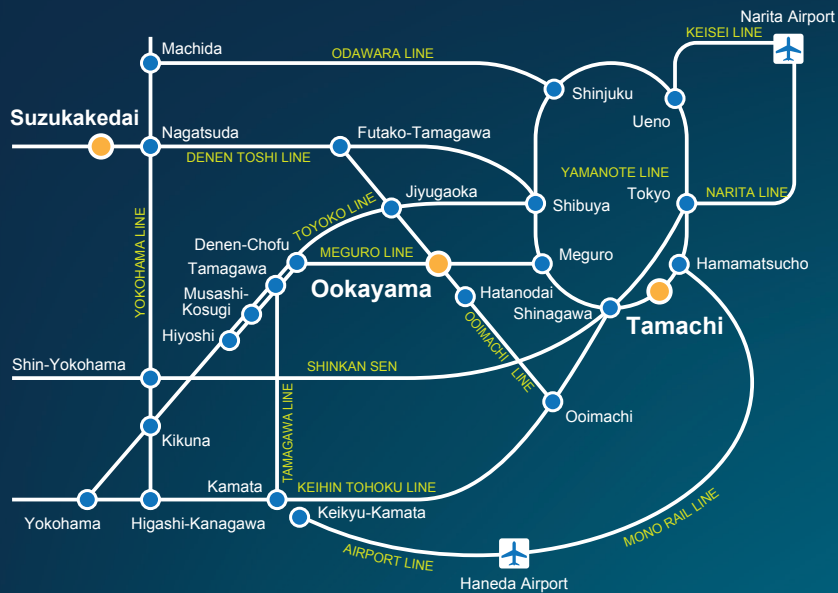 Narita Airport
KEISEI LINE
Machida
ODAWARA LINE
Shinjuku
Ueno
Suzukakedai
Nagatsuda
Futako-Tamagawa
DENEN TOSHI LINE
YAMANOTE LINE
Jiyugaoka
Tokyo
NARITA LINE
Shibuya
TOYOKO LINE
YOKOHAMA LINE
Denen-Chofu
MEGURO LINE
Meguro
Hamamatsucho
Tamagawa
Ookayama
Musashi-
Kosugi
Hatanodai
Shinagawa
Tamachi
Hiyoshi
OOIMACHI LINE
Shin-Yokohama
SHINKAN SEN
Ooimachi
TAMAGAWA LINE
Kikuna
Kamata
KEIHIN TOHOKU LINE
Keikyu-Kamata
Yokohama
Higashi-Kanagawa
MONO RAIL LINE
AIRPORT LINE
Haneda Airport